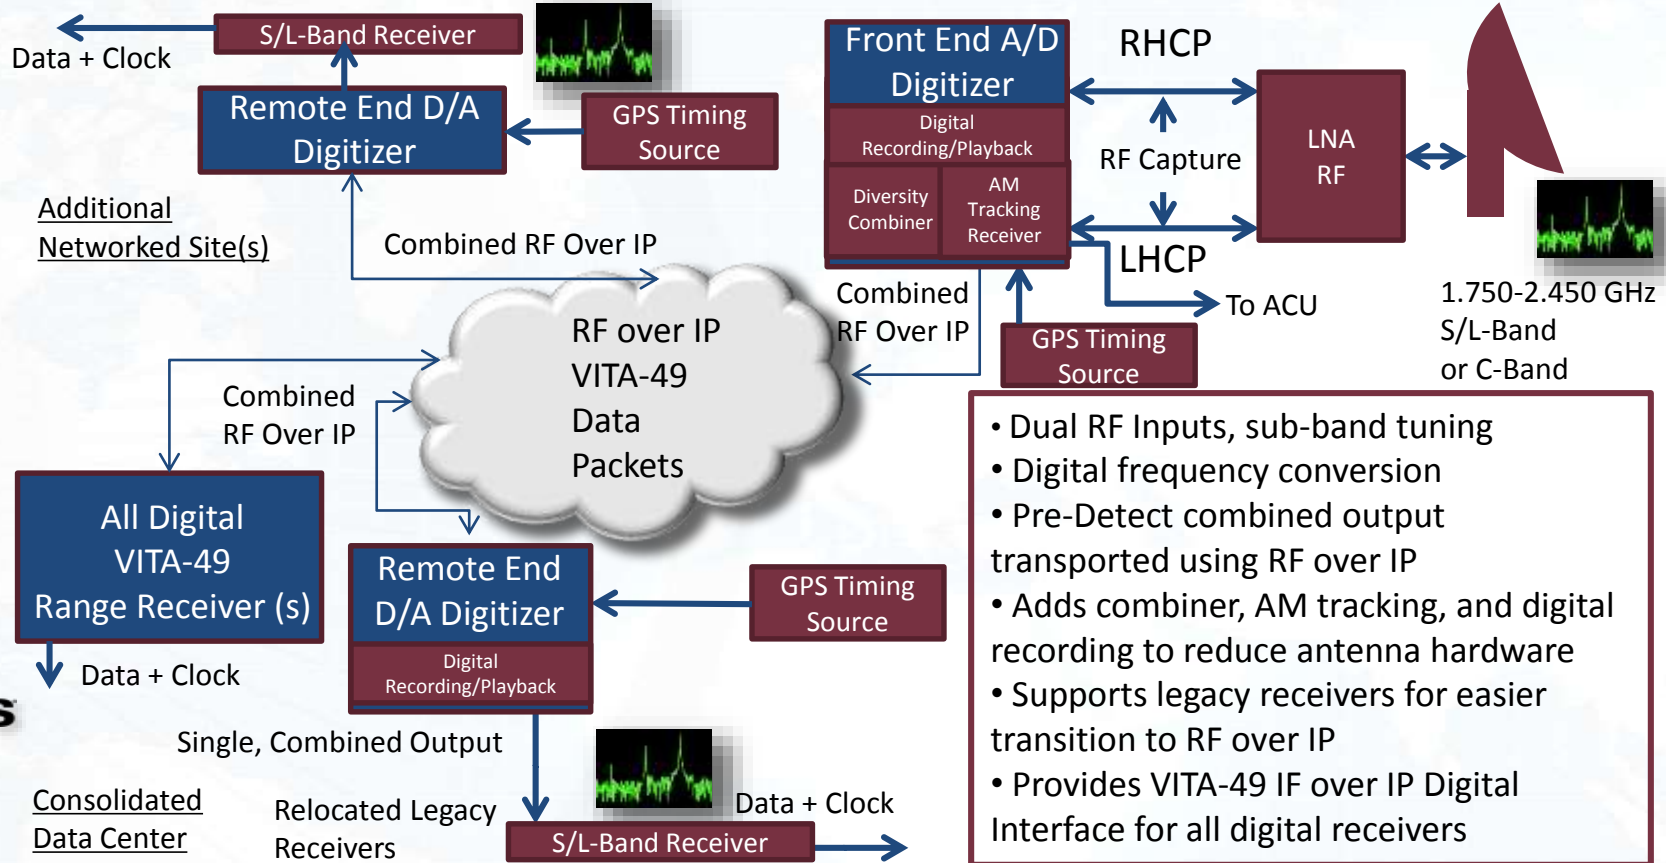 S/L-Band Receiver
Data + Clock
Remote End D/A
Digitizer
GPS Timing
Source
Additional
Networked Site(s)
Combined RF Over IP
Front End A/D
Digitizer
Digital
Recording/Playback
Diversity
Combiner
AM
Tracking
Receiver
RHCP
RF Capture
LHCP
LNA
RF
To ACU
1.750-2.450 GHz
S/L-Band
or C-Band
Combined
RF Over IP
GPS Timing
Source
RF over IP
VITA-49
Data
Packets
Combined
RF Over IP
All Digital
VITA-49
Range Receiver (s)
Data + Clock
s
Remote End
D/A Digitizer
Digital
Recording/Playback
GPS Timing
Source
Single, Combined Output
Consolidated
Data Center
Relocated Legacy
Receivers
Data + Clock
S/L-Band Receiver
• Dual RF Inputs, sub-band tuning
• Digital frequency conversion
• Pre-Detect combined output
transported using RF over IP
• Adds combiner, AM tracking, and digital
recording to reduce antenna hardware
• Supports legacy receivers for easier
transition to RF over IP
• Provides VITA-49 IF over IP Digital
Interface for all digital receivers